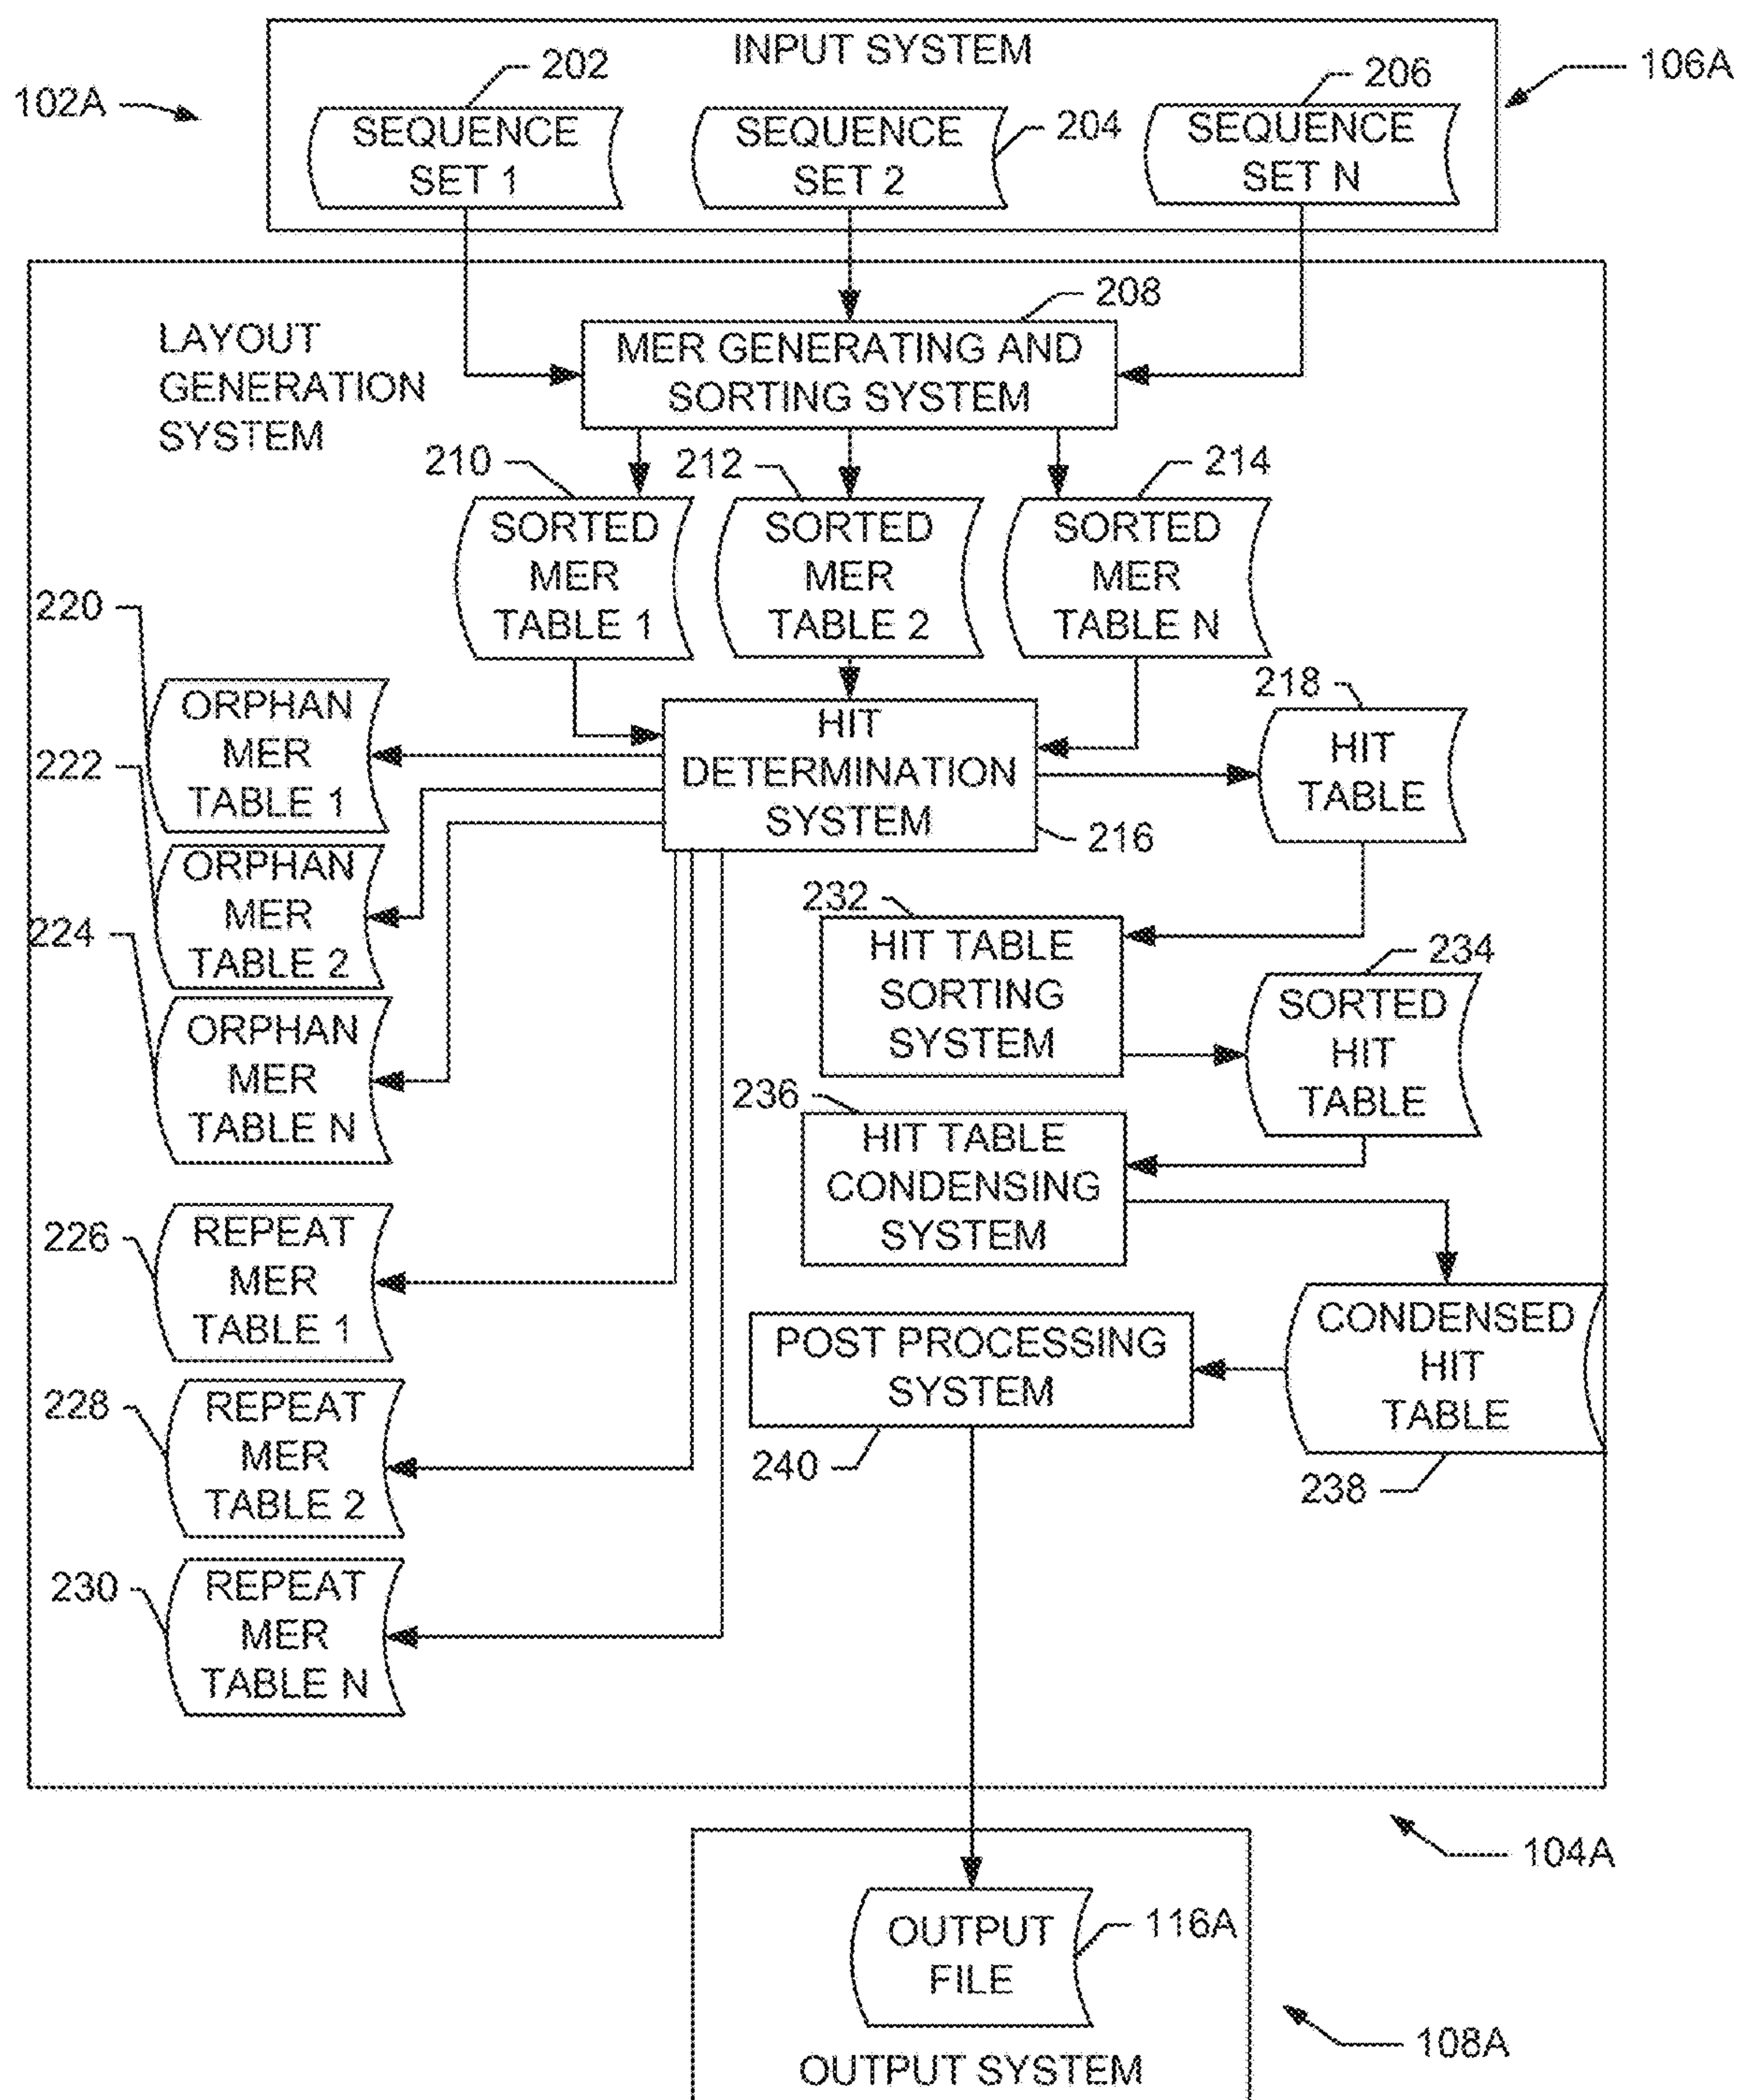 INPUT SYSTEM
202
206
106A
102A
SEQUENCE
SET 1
SEQUENCE
SET 2
204
SEQUENCE
SET N
208
LAYOUT
GENERATION
SYSTEM
MER GENERATING AND
SORTING SYSTEM
210
212
214
SORTED
MER
TABLE 1
SORTED
MER
TABLE 2
SORTED
MER
TABLE N
220
ORPHAN
MER
TABLE 1
HIT
DETERMINATION
SYSTEM
216
218
HIT
TABLE
222
ORPHAN
MER
TABLE 2
224
ORPHAN
MER
TABLE N
232
HIT TABLE
SORTING
SYSTEM
234
SORTED
HIT
TABLE
236
HIT TABLE
CONDENSING
SYSTEM
226
REPEAT
MER
TABLE 1
POST PROCESSING
SYSTEM
240
CONDENSED
HIT
TABLE
238
228
REPEAT
MER
TABLE 2
230
REPEAT
MER
TABLE N
104A
OUTPUT
FILE
116A
108A
OUTPUT SYSTEM